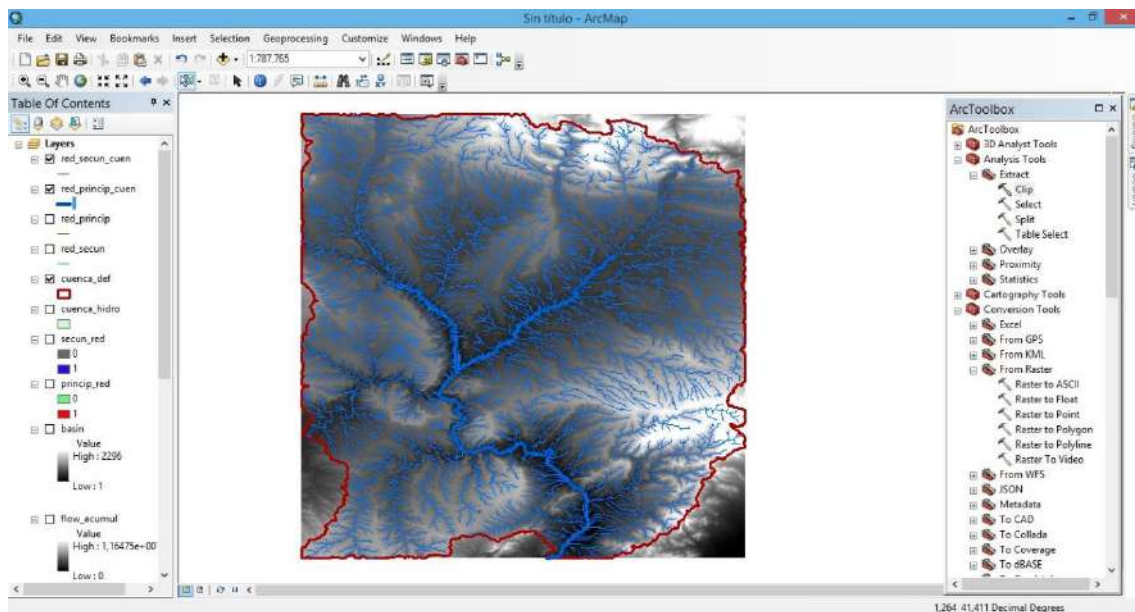 Sin título - ArcMap
File Edit View Bookmarks Insert Selection Geoprocessing Customize Windows Help
1:787.765
Table Of Contents
Layers
red_secun_cuen
red_princip_cuen
red_princip
red_secun
cuenca_def
cuenca_hidro
secun_red
0
1
princip_red
0
1
basin
Value
High : 2296
Low : 1
flow_acumul
Value
High : 1,16475e+00
Low : 0
ArcToolbox
ArcToolbox
3D Analyst Tools
Analysis Tools
Extract
Clip
Select
Split
Table Select
Overlay
Proximity
Statistics
Cartography Tools
Conversion Tools
Excel
From GPS
From KML
From Raster
Raster to ASCII
Raster to Float
Raster to Point
Raster to Polygon
Raster to Polyline
Raster To Video
From WFS
JSON
Metadata
To CAD
To Collada
To Coverage
To dBASE
1,264 41,411 Decimal Degrees